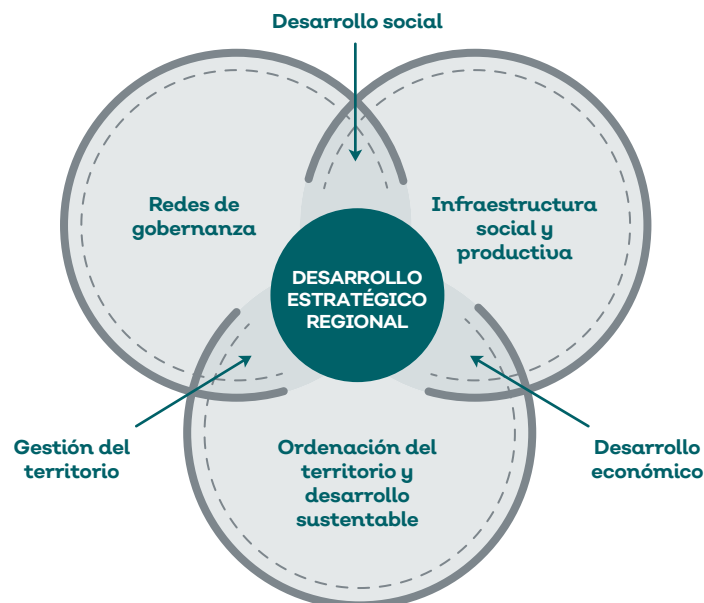 Desarrollo social
Redes de
gobernanza
Infraestructura
social y
productiva
DESARROLLO
ESTRATÉGICO
REGIONAL
Gestión del
territorio
Ordenación del
territorio y
desarrollo
sustentable
Desarrollo
económico